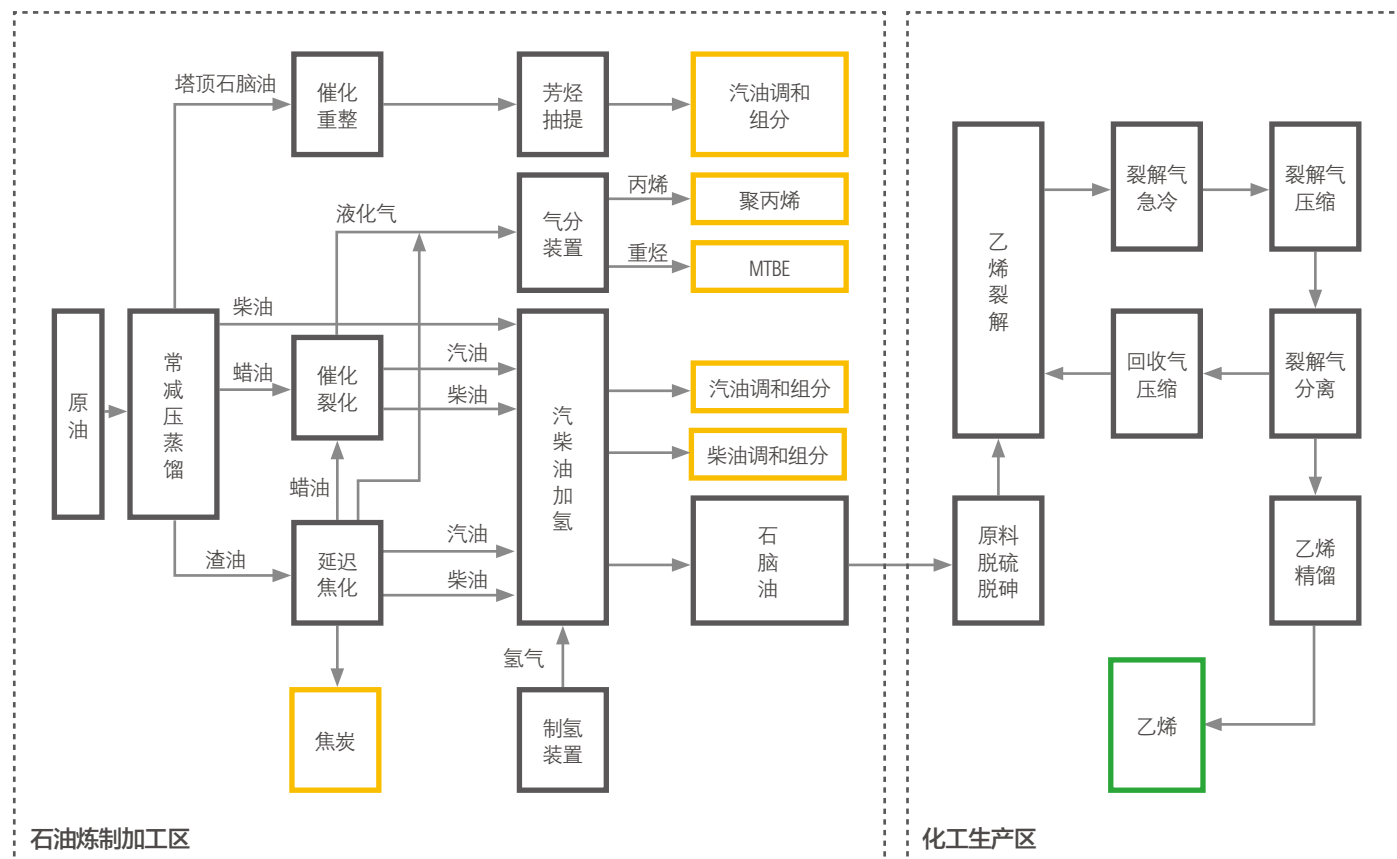 塔顶石脑油
催化
重整
芳烃
抽提
汽油调和
组分
液化气
气分
装置
丙烯
聚丙烯
重烃
MTBE
原
油
常
减
压
蒸
馏
柴油
蜡油
催化
裂化
汽油
柴油
汽
柴
油
加
氢
汽油调和组分
柴油调和组分
蜡油
渣油
延迟
焦化
汽油
柴油
石
脑
油
氢气
焦炭
制氢
装置
石油炼制加工区
乙
烯
裂
解
裂解气
急冷
裂解气
压缩
回收气
压缩
裂解气
分离
原料
脱硫
脱砷
乙烯
精馏
乙烯
化工生产区